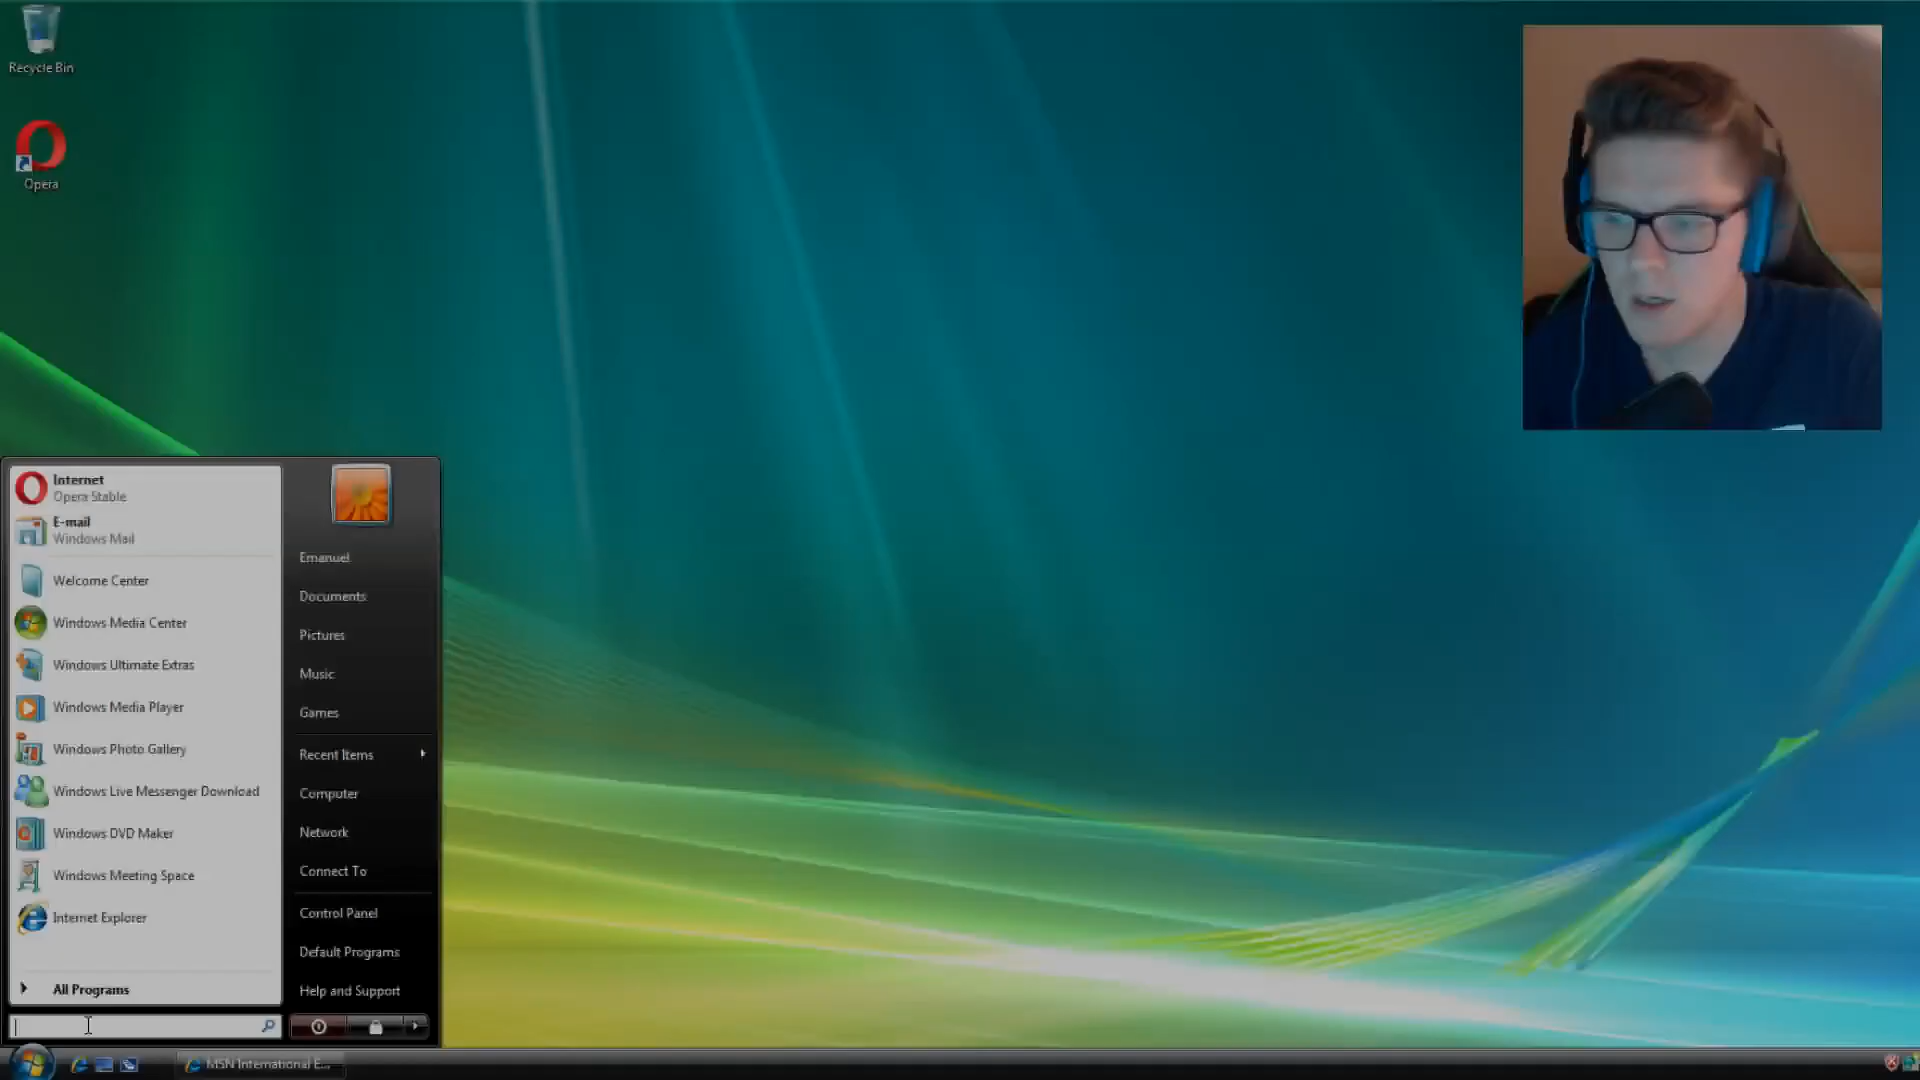 Recycle Bin
Opera
Internet
Opera Stable
E-mail
Windows Mail
Welcome Center
Windows Media Center
Windows Ultimate Extras
Windows Media Player
Windows Photo Gallery
Windows Live Messenger Download
Windows DVD Maker
Windows Meeting Space
Internet Explorer
All Programs
Emanuel
Documents
Pictures
Music
Games
Recent Items
Computer
Network
Connect To
Control Panel
Default Programs
Help and Support
MSN International E...